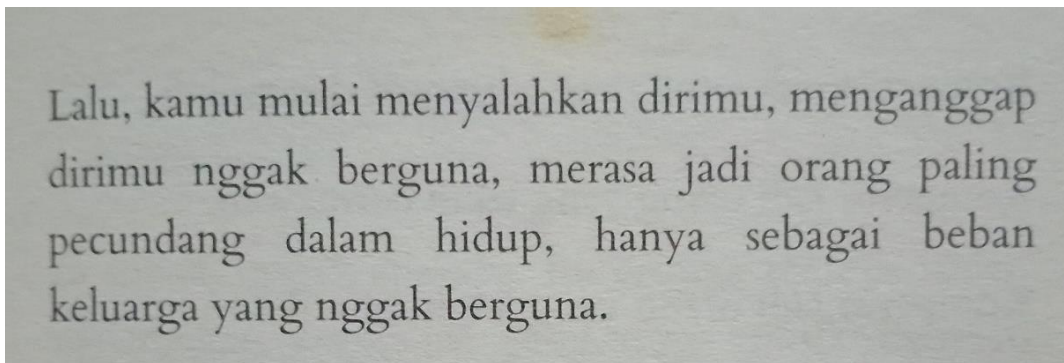 Lalu, kamu mulai menyalahkan dirimu, menganggap
dirimu nggak berguna, merasa jadi orang paling
pecundang dalam hidup, hanya sebagai beban
keluarga yang nggak berguna.